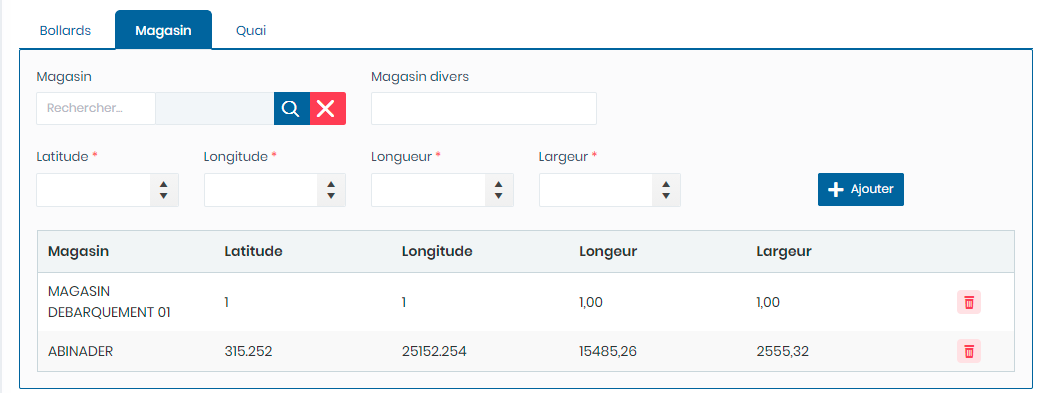 Bollards Magasin Quai
Magasin Magasin divers
Rechercher...
Latitude * Longitude * Longueur * Largeur *
Ajouter
Magasin Latitude Longitude Longeur Largeur
MAGASIN
DEBARQUEMENT 01 1 1 1,00 1,00
ABINADER 315.252 25152.254 15485,26 2555,32